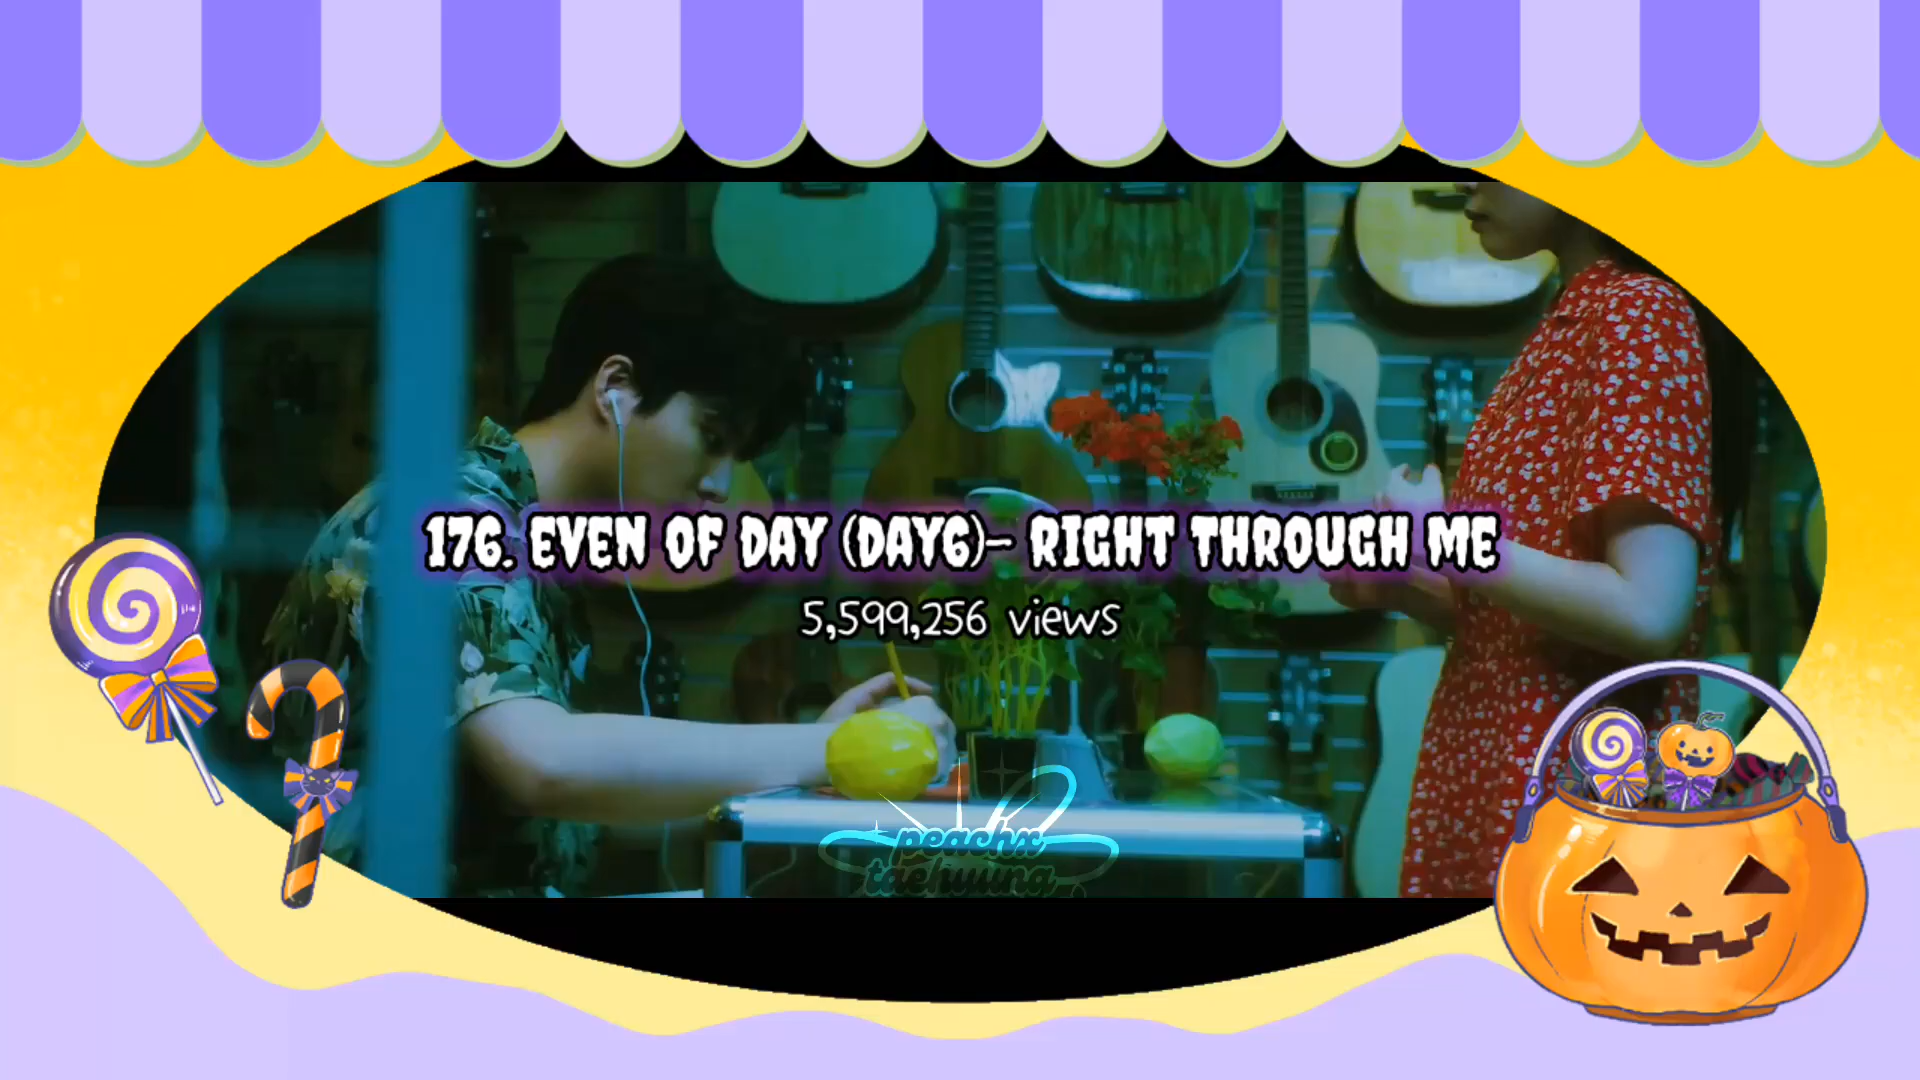 176. EVEN OF DAY (DAY6)- RIGHT THROUGH ME
5,599,256 views
peachx
taehyung